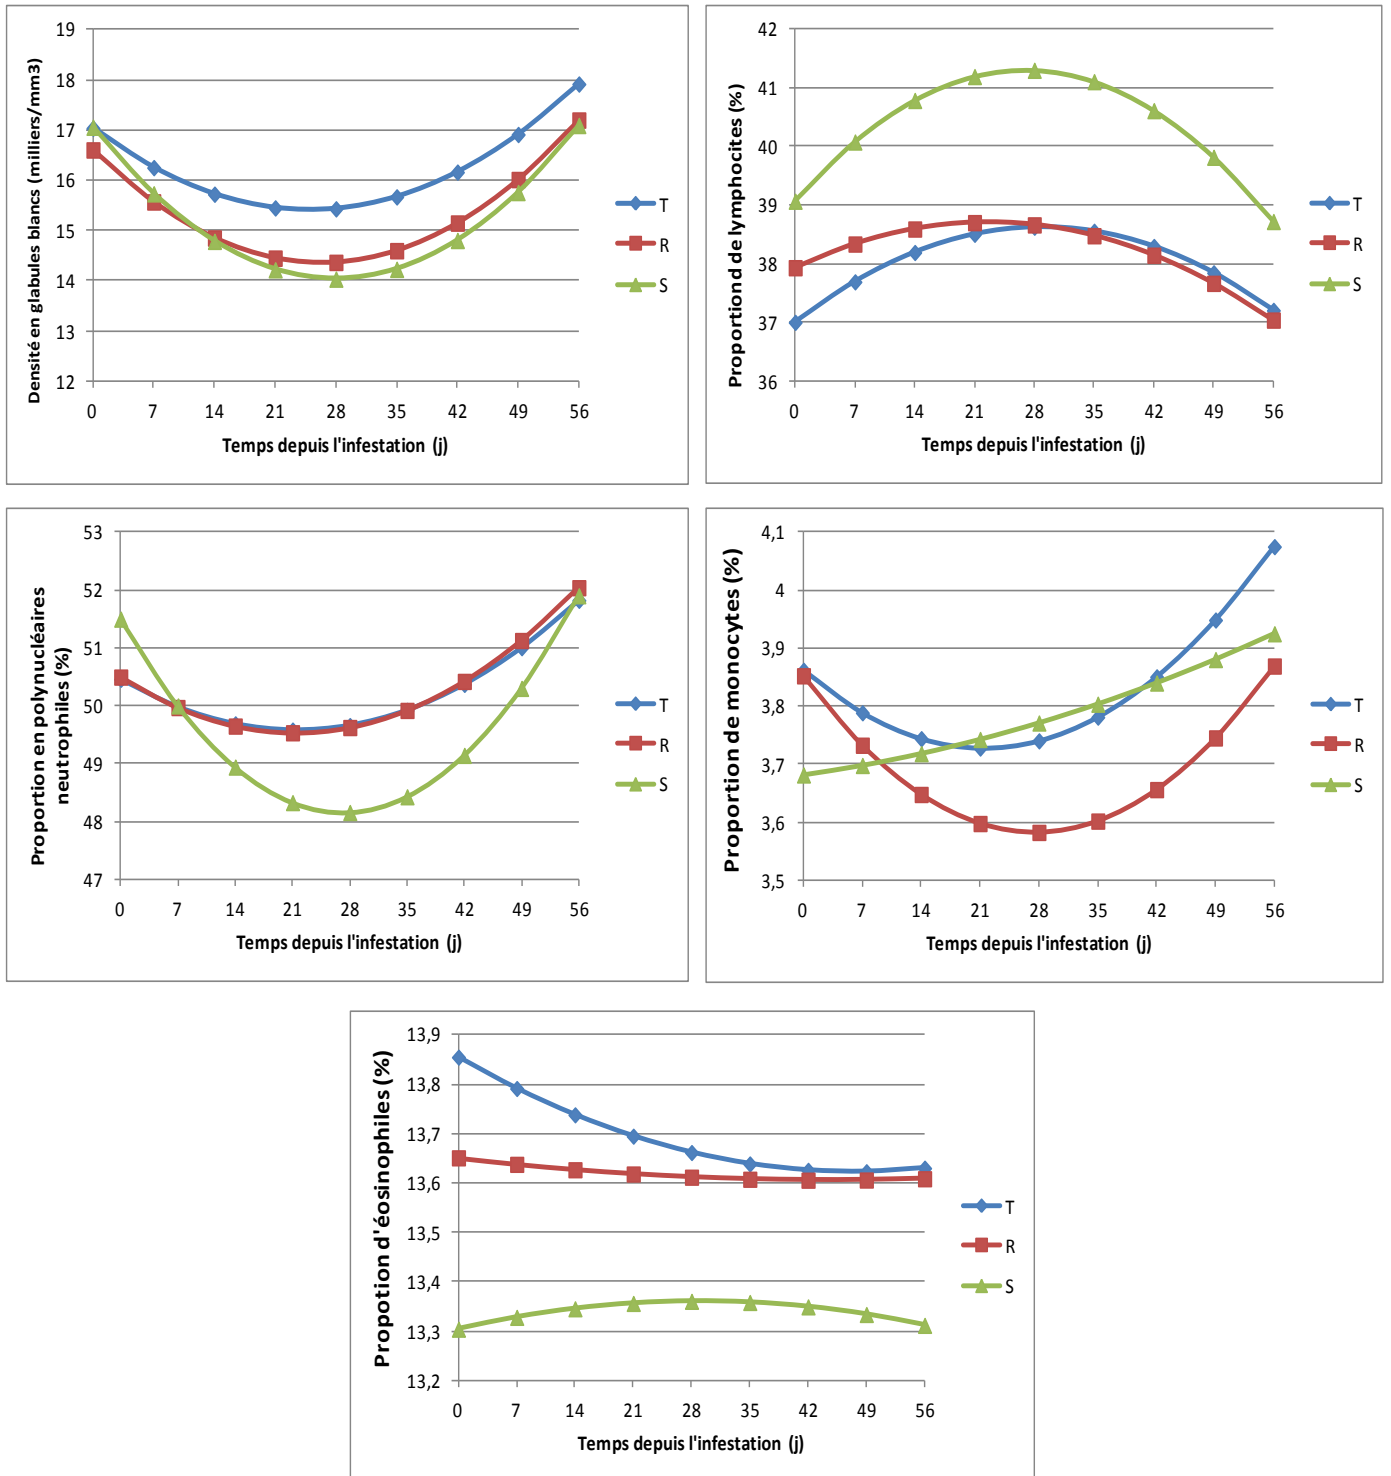 Densité en glabules blancs (milliers/mm3)
19
18
17
16
15
14
13
12
0 7 14 21 28 35 42 49 56
Temps depuis l'infestation (j)
T
R
S
Proportiond de lymphocites (%)
42
41
40
39
38
37
36
0 7 14 21 28 35 42 49 56
Temps depuis l'infestation (j)
T
R
S
Proportion en polynucléaires
neutrophiles (%)
53
52
51
50
49
48
47
0 7 14 21 28 35 42 49 56
Temps depuis l'infestation (j)
T
R
S
Proportion de monocytes (%)
4,1
4
3,9
3,8
3,7
3,6
3,5
0 7 14 21 28 35 42 49 56
Temps depuis l'infestation (j)
T
R
S
Propotion d'éosinophiles (%)
13,9
13,8
13,7
13,6
13,5
13,4
13,3
13,2
0 7 14 21 28 35 42 49 56
Temps depuis l'infestation (j)
T
R
S